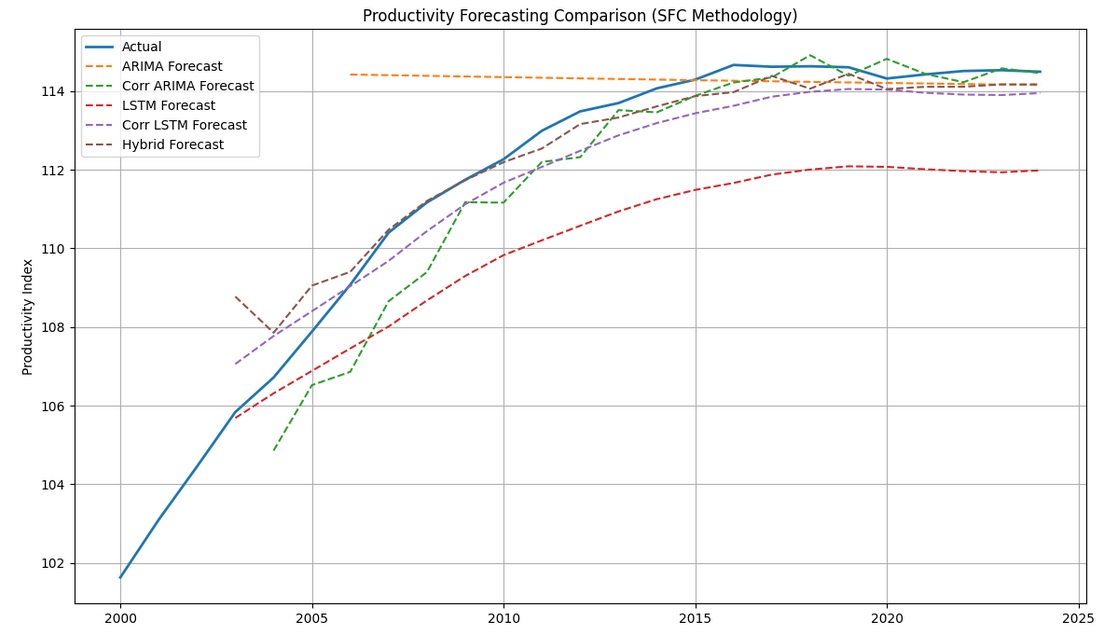 Productivity Forecasting Comparison (SFC Methodology)
Actual
ARIMA Forecast
Corr ARIMA Forecast
LSTM Forecast
Corr LSTM Forecast
Hybrid Forecast
Productivity Index
114
112
110
108
106
104
102
2000 2005 2010 2015 2020 2025